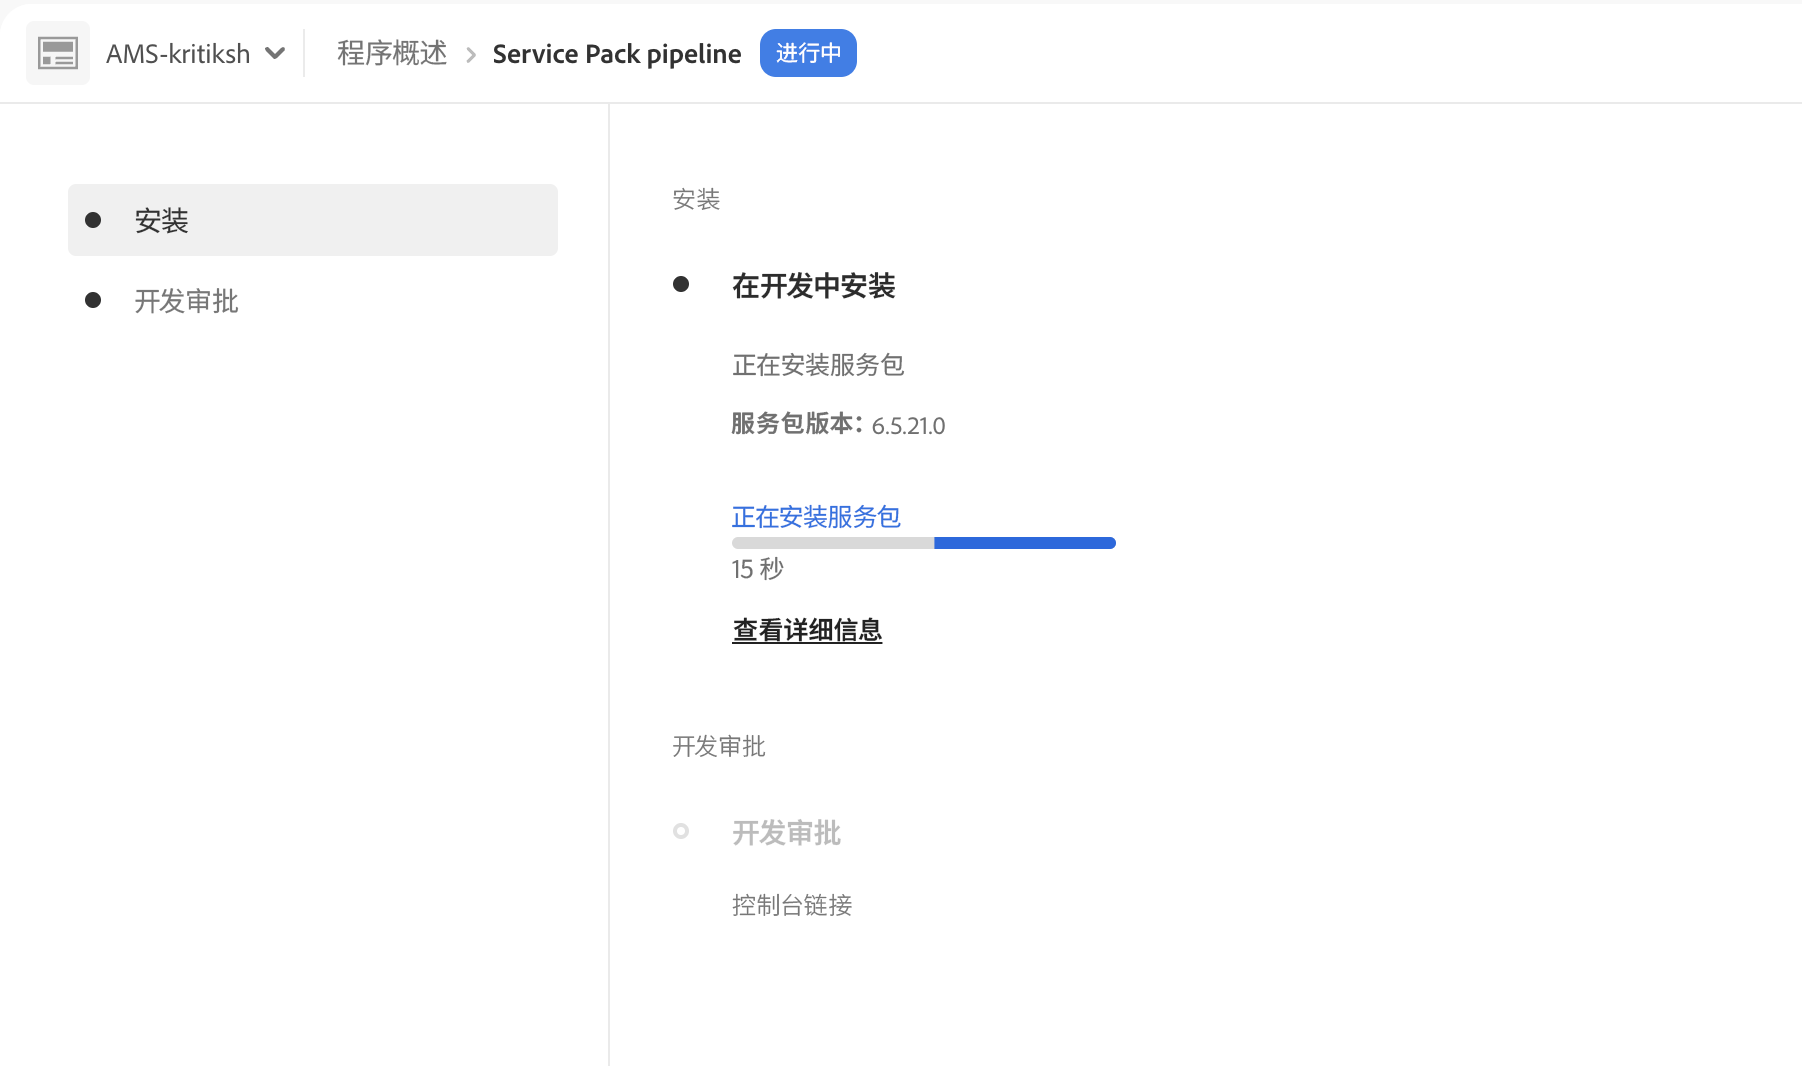 AMS-kritiksh
程序概述 > Service Pack pipeline 进行中
安装
开发审批
安装
在开发中安装
正在安装服务包
服务包版本： 6.5.21.0
正在安装服务包
15 秒
查看详细信息
开发审批
开发审批
控制台链接